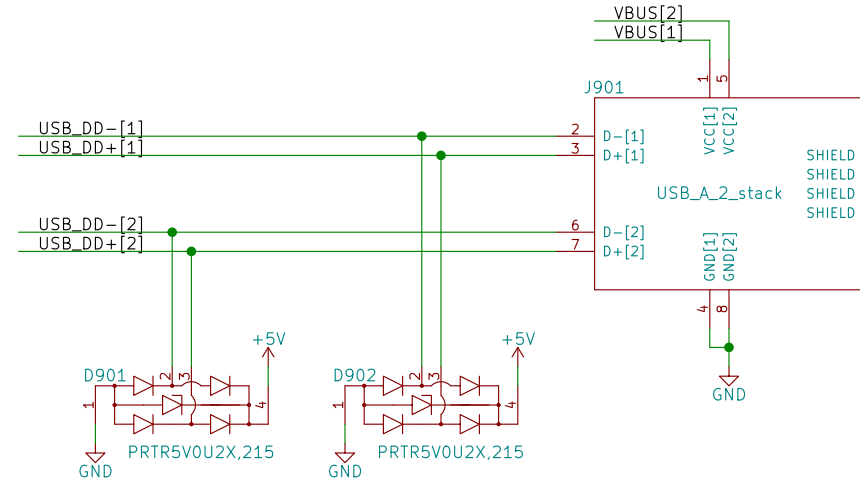 VBUS[2]
VBUS[1]
1
5
J901
USB_DD-[1]
2
D-[1]
VCC[1]
VCC[2]
USB_DD+[1]
3
D+[1]
SHIELD
SHIELD
USB_A_2_stack
SHIELD
SHIELD
USB_DD-[2]
6
D-[2]
USB_DD+[2]
7
D+[2]
GND[1]
GND[2]
4
8
GND
+5V
+5V
D901
2
3
1
4
PRTR5V0U2X,215
GND
D902
2
3
1
4
PRTR5V0U2X,215
GND